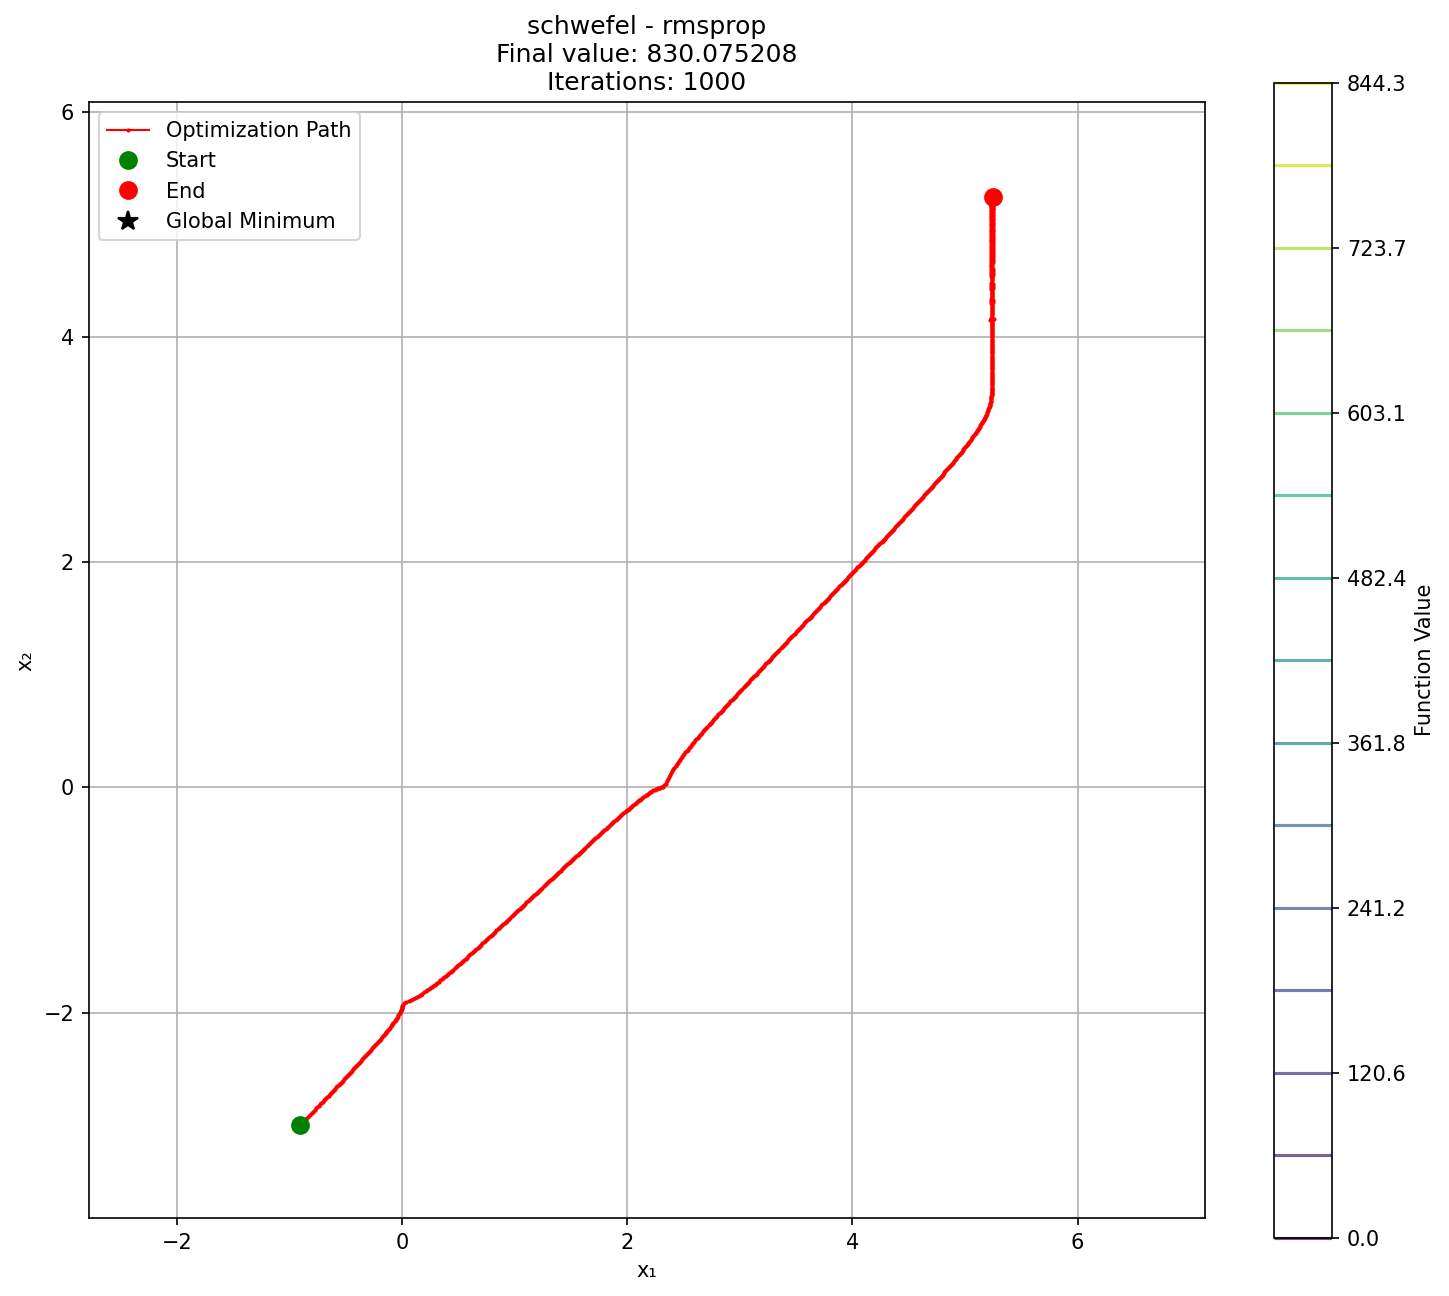 schwefel - rmsprop
Final value: 830.075208
Iterations: 1000
Optimization Path
Start
End
Global Minimum
6
4
2
0
−2
−2
0
2
4
6
x₁
x₂
844.3
723.7
603.1
482.4
361.8
241.2
120.6
0.0
Function Value